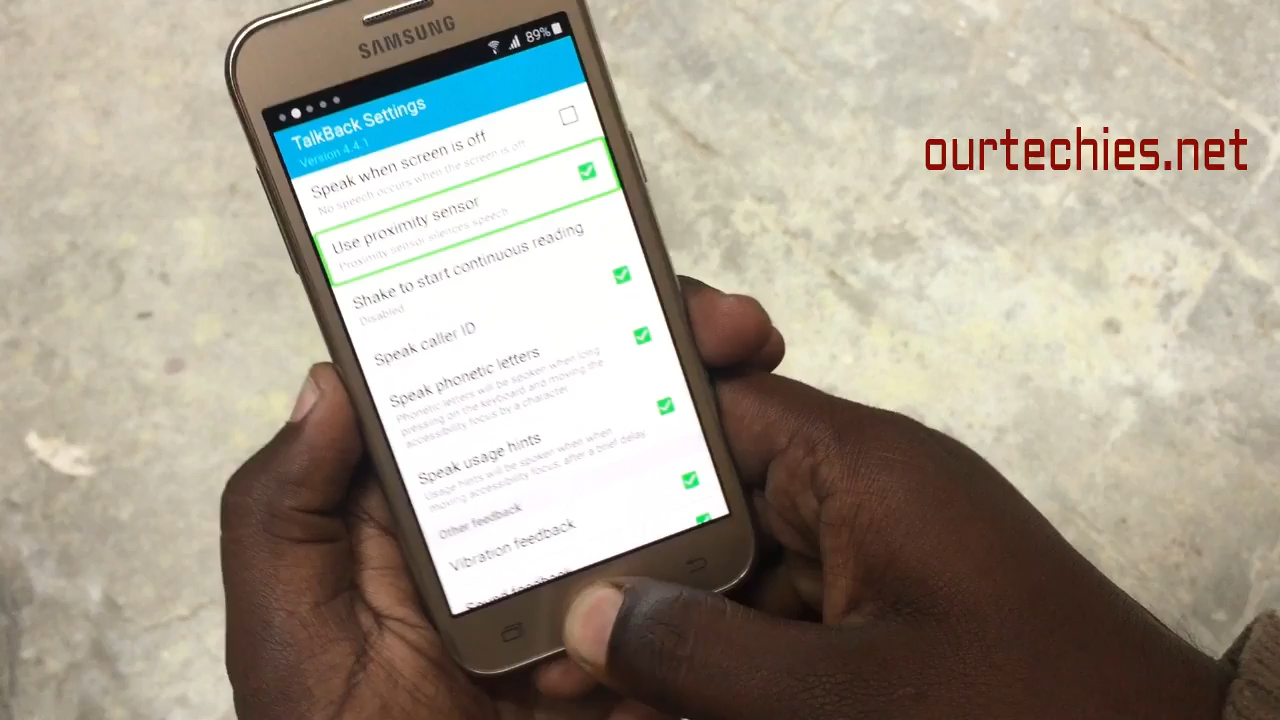 SAMSUNG
89%
TalkBack Settings
Version 4.4.1
Speak when screen is off
No speech occurs when the screen is off
Use proximity sensor
Proximity sensor silences speech
Shake to start continuous reading
Disabled
Speak caller ID
Speak phonetic letters
Phonetic letters will be spoken when long
pressing on the keyboard and moving the
accessibility focus by a character
Speak usage hints
Usage hints will be spoken when when
moving accessibility focus, after a brief delay
Other feedback
Vibration feedback
Sound feedback
ourtechies.net